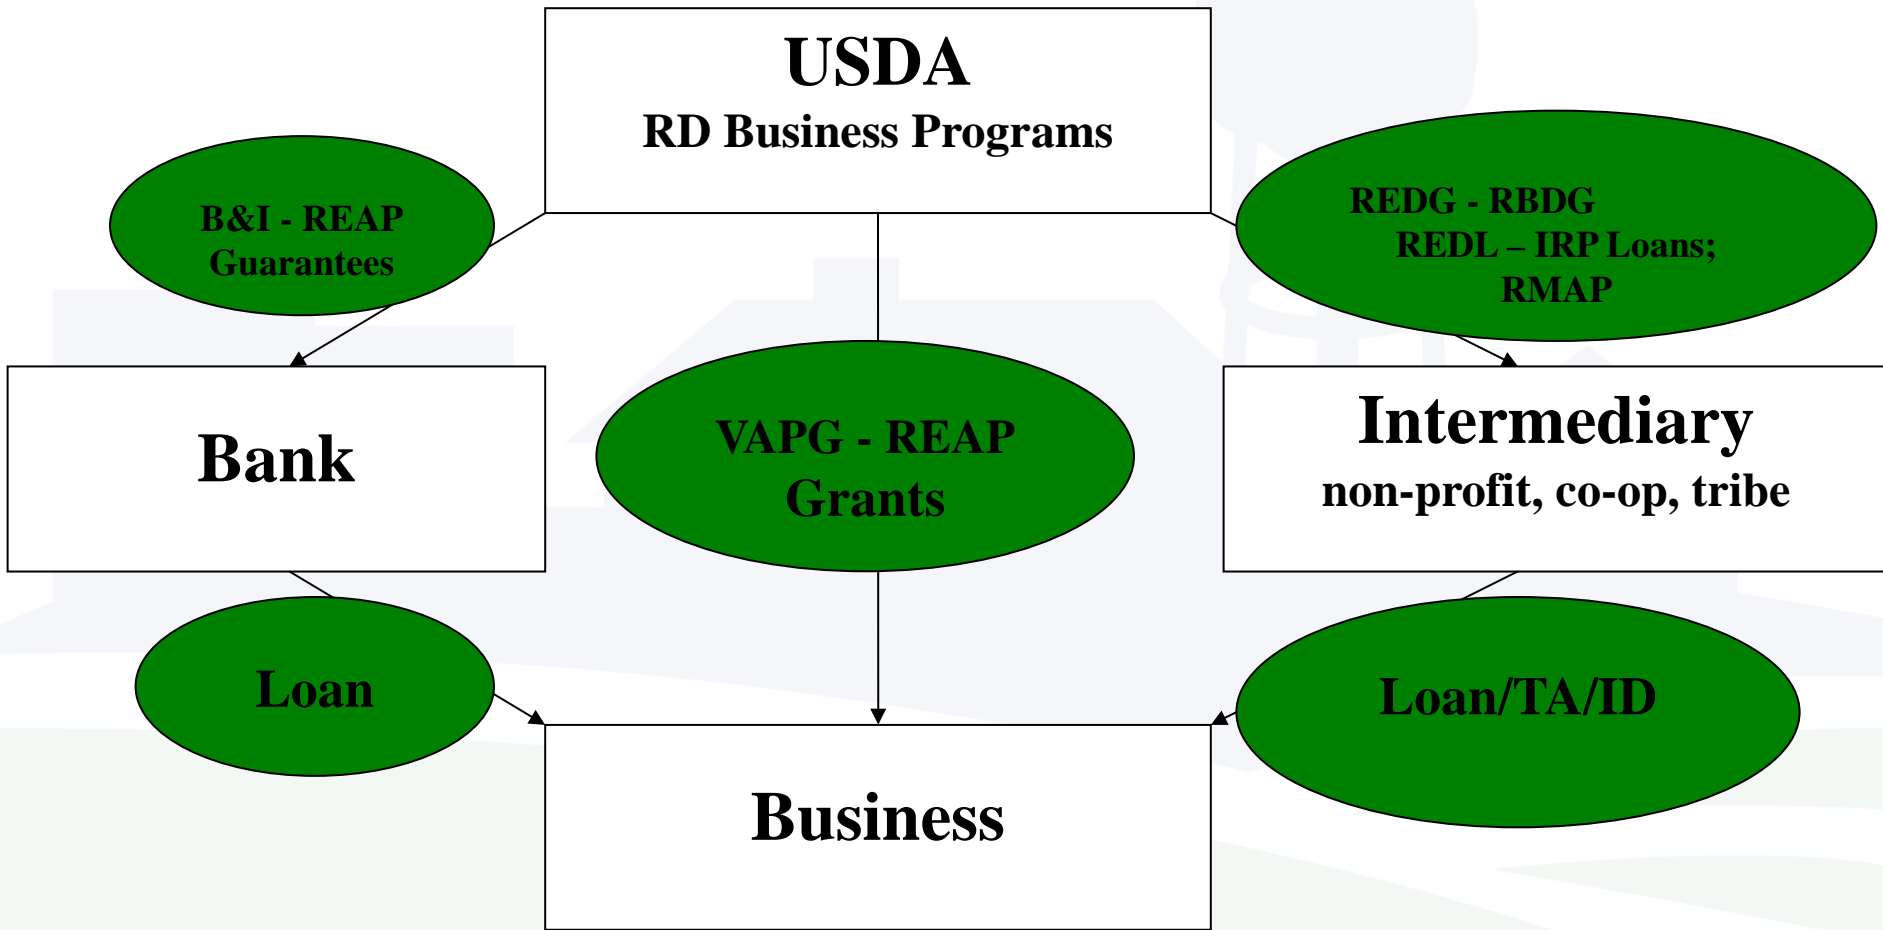 USDA
RD Business Programs
B&I - REAP
Guarantees
REDG - RBDG
REDL – IRP Loans;
RMAP
Bank
VAPG - REAP
Grants
Intermediary
non-profit, co-op, tribe
Loan
Loan/TA/ID
Business